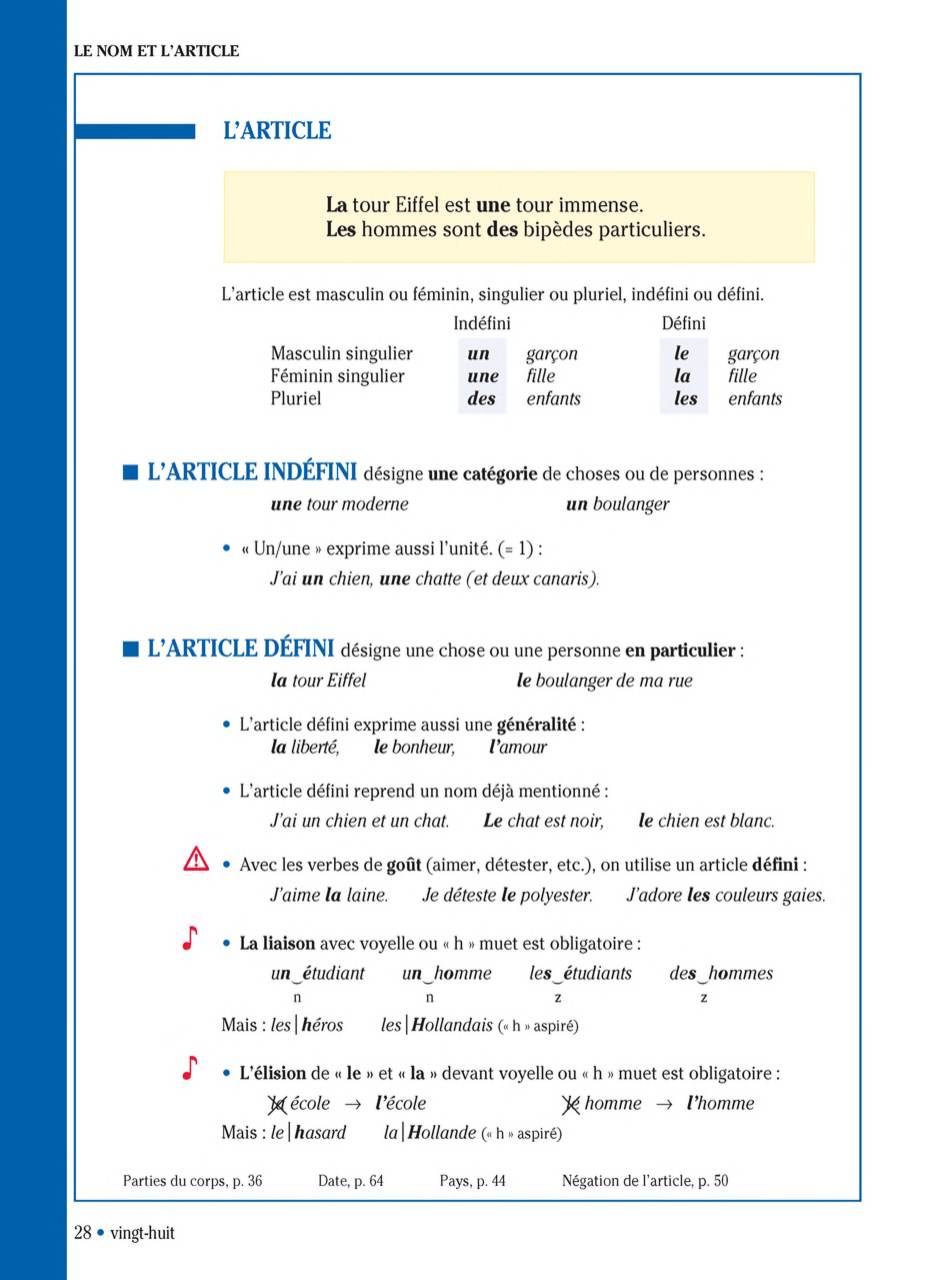 LE NOM ET L'ARTICLE
L'ARTICLE
La tour Eiffel est une tour immense.
Les hommes sont des bipèdes particuliers.
L'article est masculin ou féminin, singulier ou pluriel, indéfini ou défini.
Indéfini Défini
Masculin singulier un garçon le garçon
Féminin singulier une fille la fille
Pluriel des enfants les enfants
■ L'ARTICLE INDÉFINI désigne une catégorie de choses ou de personnes :
une tour moderne un boulanger
• « Un/une » exprime aussi l'unité. (= 1) :
J'ai un chien, une chatte (et deux canaris).
■ L'ARTICLE DÉFINI désigne une chose ou une personne en particulier :
la tour Eiffel le boulanger de ma rue
• L'article défini exprime aussi une généralité :
la liberté, le bonheur, l'amour
• L'article défini reprend un nom déjà mentionné :
J'ai un chien et un chat. Le chat est noir, le chien est blanc.
• Avec les verbes de goût (aimer, détester, etc.), on utilise un article défini :
J'aime la laine. Je déteste le polyester. J'adore les couleurs gaies.
• La liaison avec voyelle ou « h » muet est obligatoire :
un‿étudiant un‿homme les‿étudiants des‿hommes
n n z z
Mais : les | héros les | Hollandais (« h » aspiré)
• L'élision de « le » et « la » devant voyelle ou « h » muet est obligatoire :
la école → l'école le homme → l'homme
Mais : le | hasard la | Hollande (« h » aspiré)
Parties du corps, p. 36 Date, p. 64 Pays, p. 44 Négation de l'article, p. 50
28 • vingt-huit